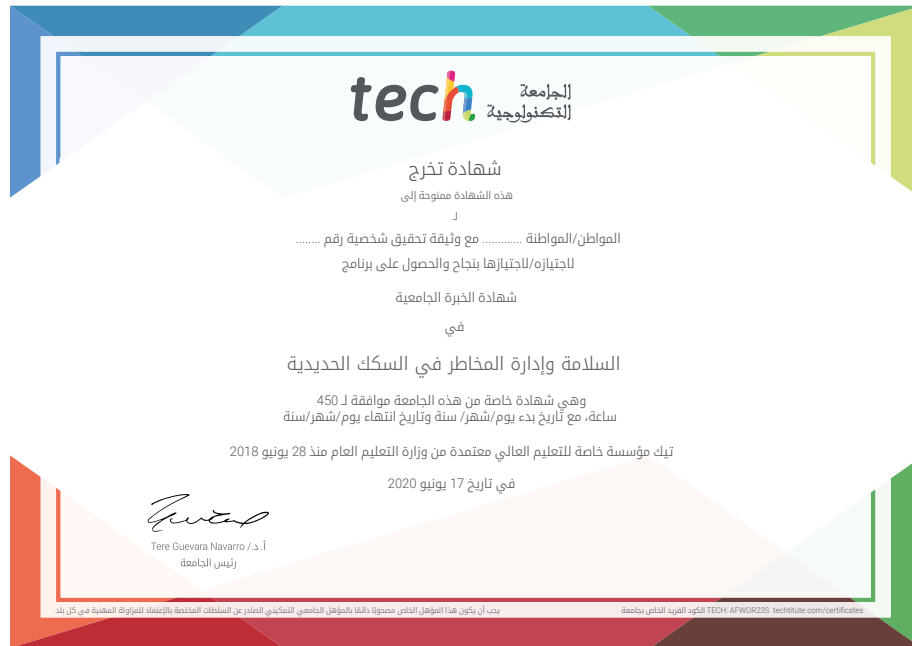 tech الجامعة
التكنولوجية
شهادة تخرج
هذه الشهادة ممنوحة إلى
لـ
المواطن/المواطنة ............. مع وثيقة تحقيق شخصية رقم ........
لاجتيازه/لاجتيازها بنجاح والحصول على برنامج
شهادة الخبرة الجامعية
في
السلامة وإدارة المخاطر في السكك الحديدية
وهي شهادة خاصة من هذه الجامعة موافقة لـ 450
ساعة، مع تاريخ بدء يوم/شهر/ سنة وتاريخ انتهاء يوم/شهر/سنة
تيك مؤسسة خاصة للتعليم العالي معتمدة من وزارة التعليم العام منذ 28 يونيو 2018
في تاريخ 17 يونيو 2020
أ. د./ Tere Guevara Navarro
رئيس الجامعة
يجب أن يكون هذا المؤهل الخاص مصحوبًا دائمًا بالمؤهل الجامعي التمكيني الصادر عن السلطات المختصة بالإعتماد للمزاولة المهنية في كل بلد.
الكود الفريد الخاص بجامعة TECH: AFWOR23S techtitute.com/certificates